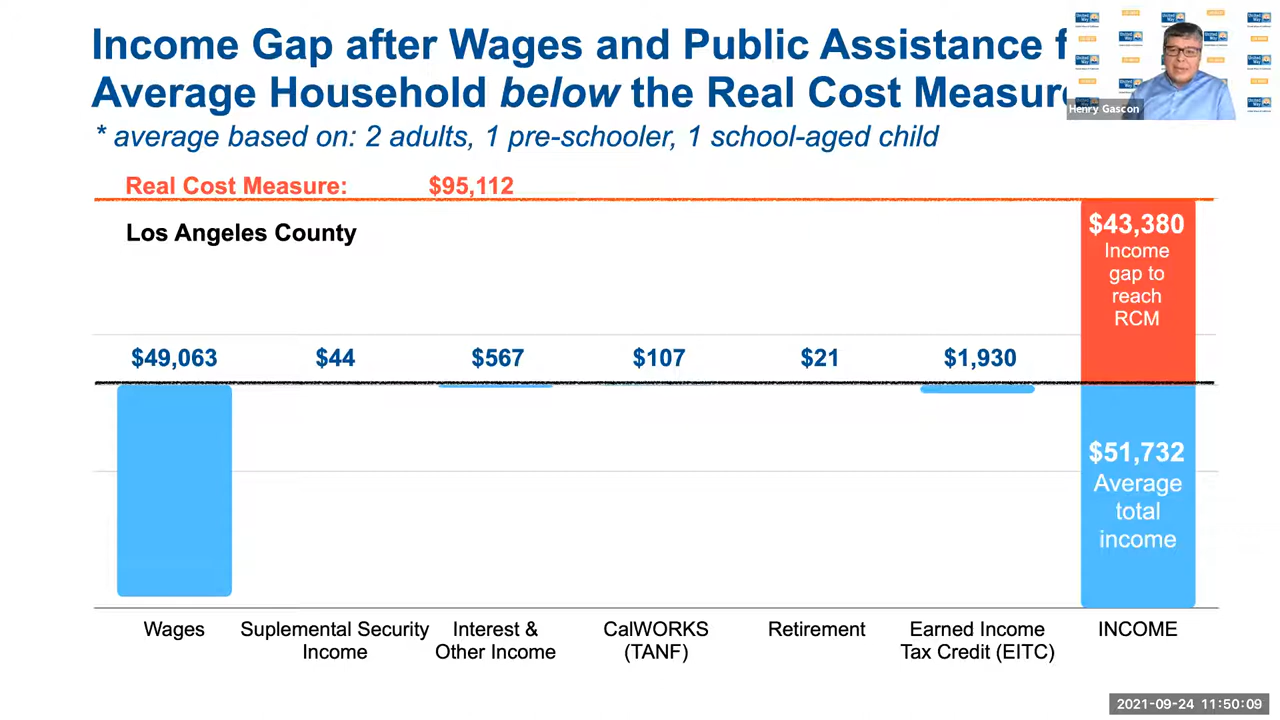 Income Gap after Wages and Public Assistance f
Average Household below the Real Cost Measure
* average based on: 2 adults, 1 pre-schooler, 1 school-aged child
United Way
Henry Gascon
Real Cost Measure: $95,112
Los Angeles County
$43,380
Income
gap to
reach
RCM
$49,063 $44 $567 $107 $21 $1,930
$51,732
Average
total
income
Wages
Suplemental Security
Income
Interest &
Other Income
CalWORKS
(TANF)
Retirement
Earned Income
Tax Credit (EITC)
INCOME
2021-09-24 11:50:09